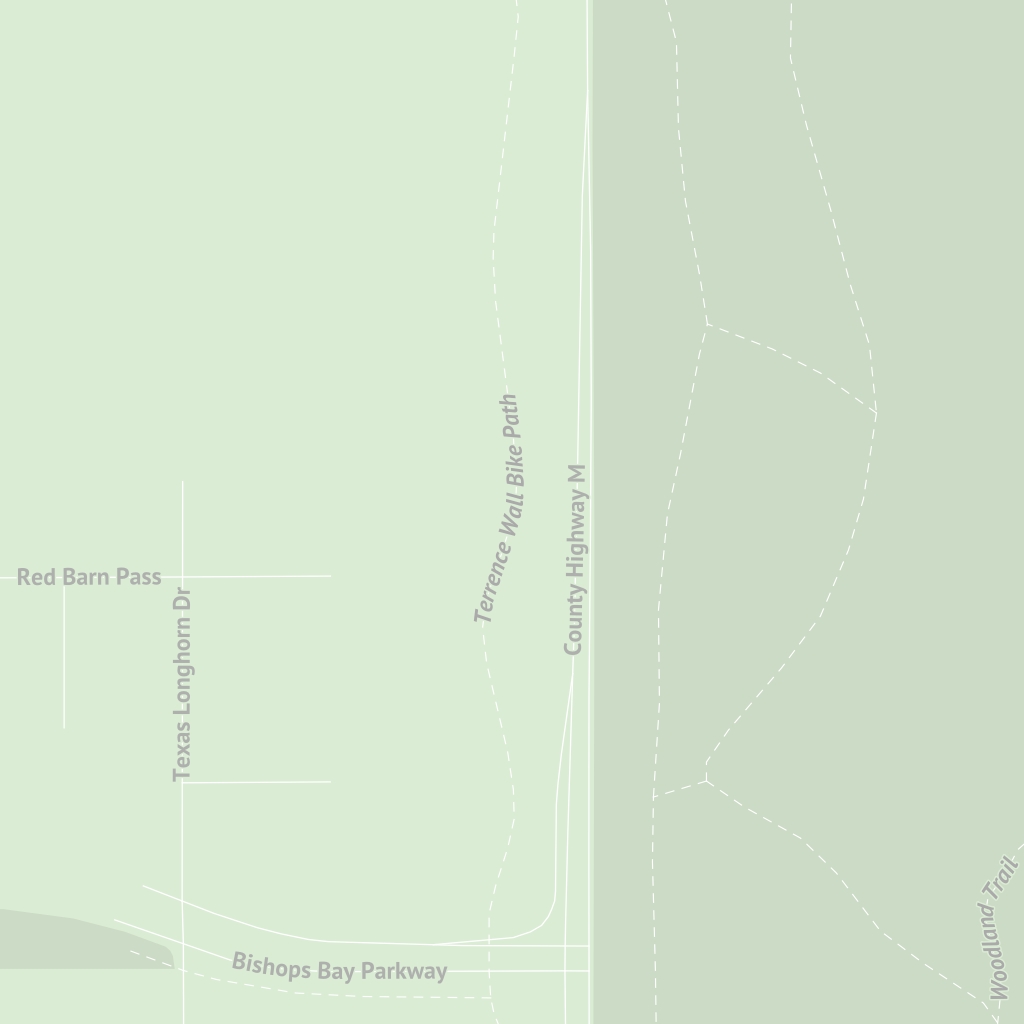 Terrence Wall Bike Path
County Highway M
Red Barn Pass
Texas Longhorn Dr
Woodland Trail
Bishops Bay Parkway